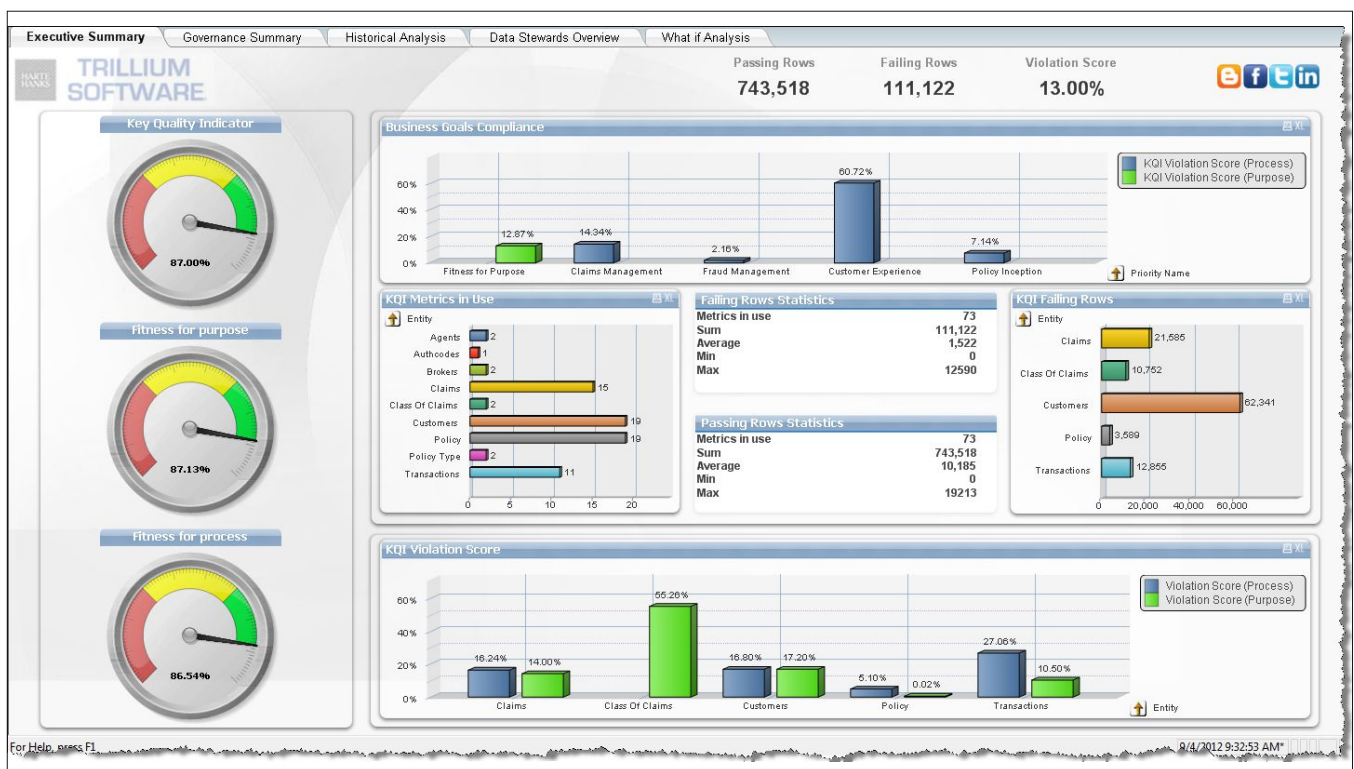 Executive Summary
Governance Summary
Historical Analysis
Data Stewards Overview
What if Analysis
HARTE HANKS
TRILLIUM
SOFTWARE
Passing Rows
743,518
Failing Rows
111,122
Violation Score
13.00%
Key Quality Indicator
87.00%
Fitness for purpose
87.13%
Fitness for process
86.54%
Business Goals Compliance
XL
60%
40%
20%
0%
12.87%
14.34%
2.16%
60.72%
7.14%
Fitness for Purpose
Claims Management
Fraud Management
Customer Experience
Policy Inception
KQI Violation Score (Process)
KQI Violation Score (Purpose)
Priority Name
KQI Metrics in Use
XL
Entity
Agents 2
Authcodes 1
Brokers 2
Claims 15
Class Of Claims 2
Customers 19
Policy 19
Policy Type 2
Transactions 11
0 5 10 15 20
Failing Rows Statistics
Metrics in use 73
Sum 111,122
Average 1,522
Min 0
Max 12590
Passing Rows Statistics
Metrics in use 73
Sum 743,518
Average 10,185
Min 0
Max 19213
KQI Failing Rows
XL
Entity
Claims 21,585
Class Of Claims 10,752
Customers 62,341
Policy 3,589
Transactions 12,855
0 20,000 40,000 60,000
KQI Violation Score
XL
60%
40%
20%
0%
16.24%
14.00%
55.26%
16.80%
17.20%
5.10%
0.02%
27.06%
10.50%
Claims
Class Of Claims
Customers
Policy
Transactions
Violation Score (Process)
Violation Score (Purpose)
Entity
For Help, press F1
9/4/2012 9:32:53 AM*